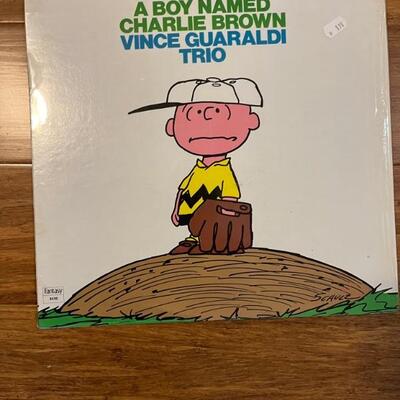 A BOY NAMED
CHARLIE BROWN
VINCE GUARALDI
TRIO
SCHULZ
Fantasy